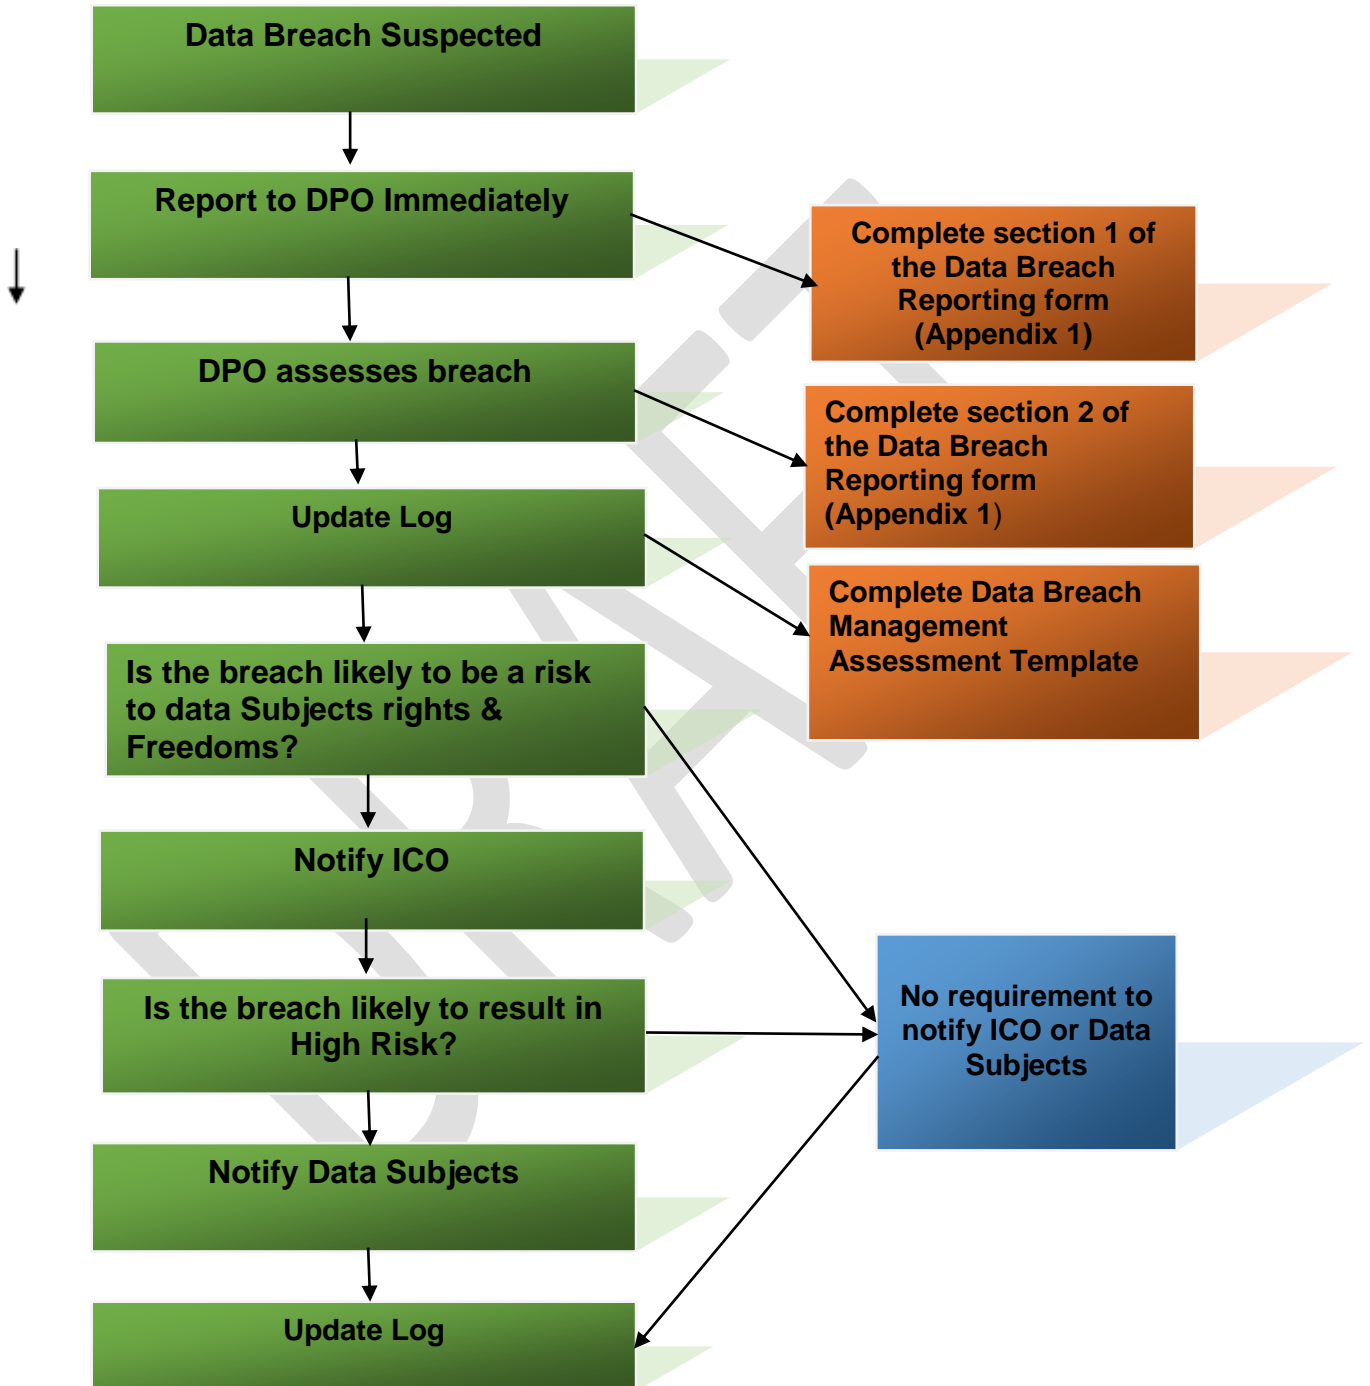 Data Breach Suspected
Report to DPO Immediately
Complete section 1 of
the Data Breach
Reporting form
(Appendix 1)
DPO assesses breach
Complete section 2 of
the Data Breach
Reporting form
(Appendix 1)
Update Log
Complete Data Breach
Management
Assessment Template
Is the breach likely to be a risk
to data Subjects rights &
Freedoms?
Notify ICO
Is the breach likely to result in
High Risk?
No requirement to
notify ICO or Data
Subjects
Notify Data Subjects
Update Log
DRAFT